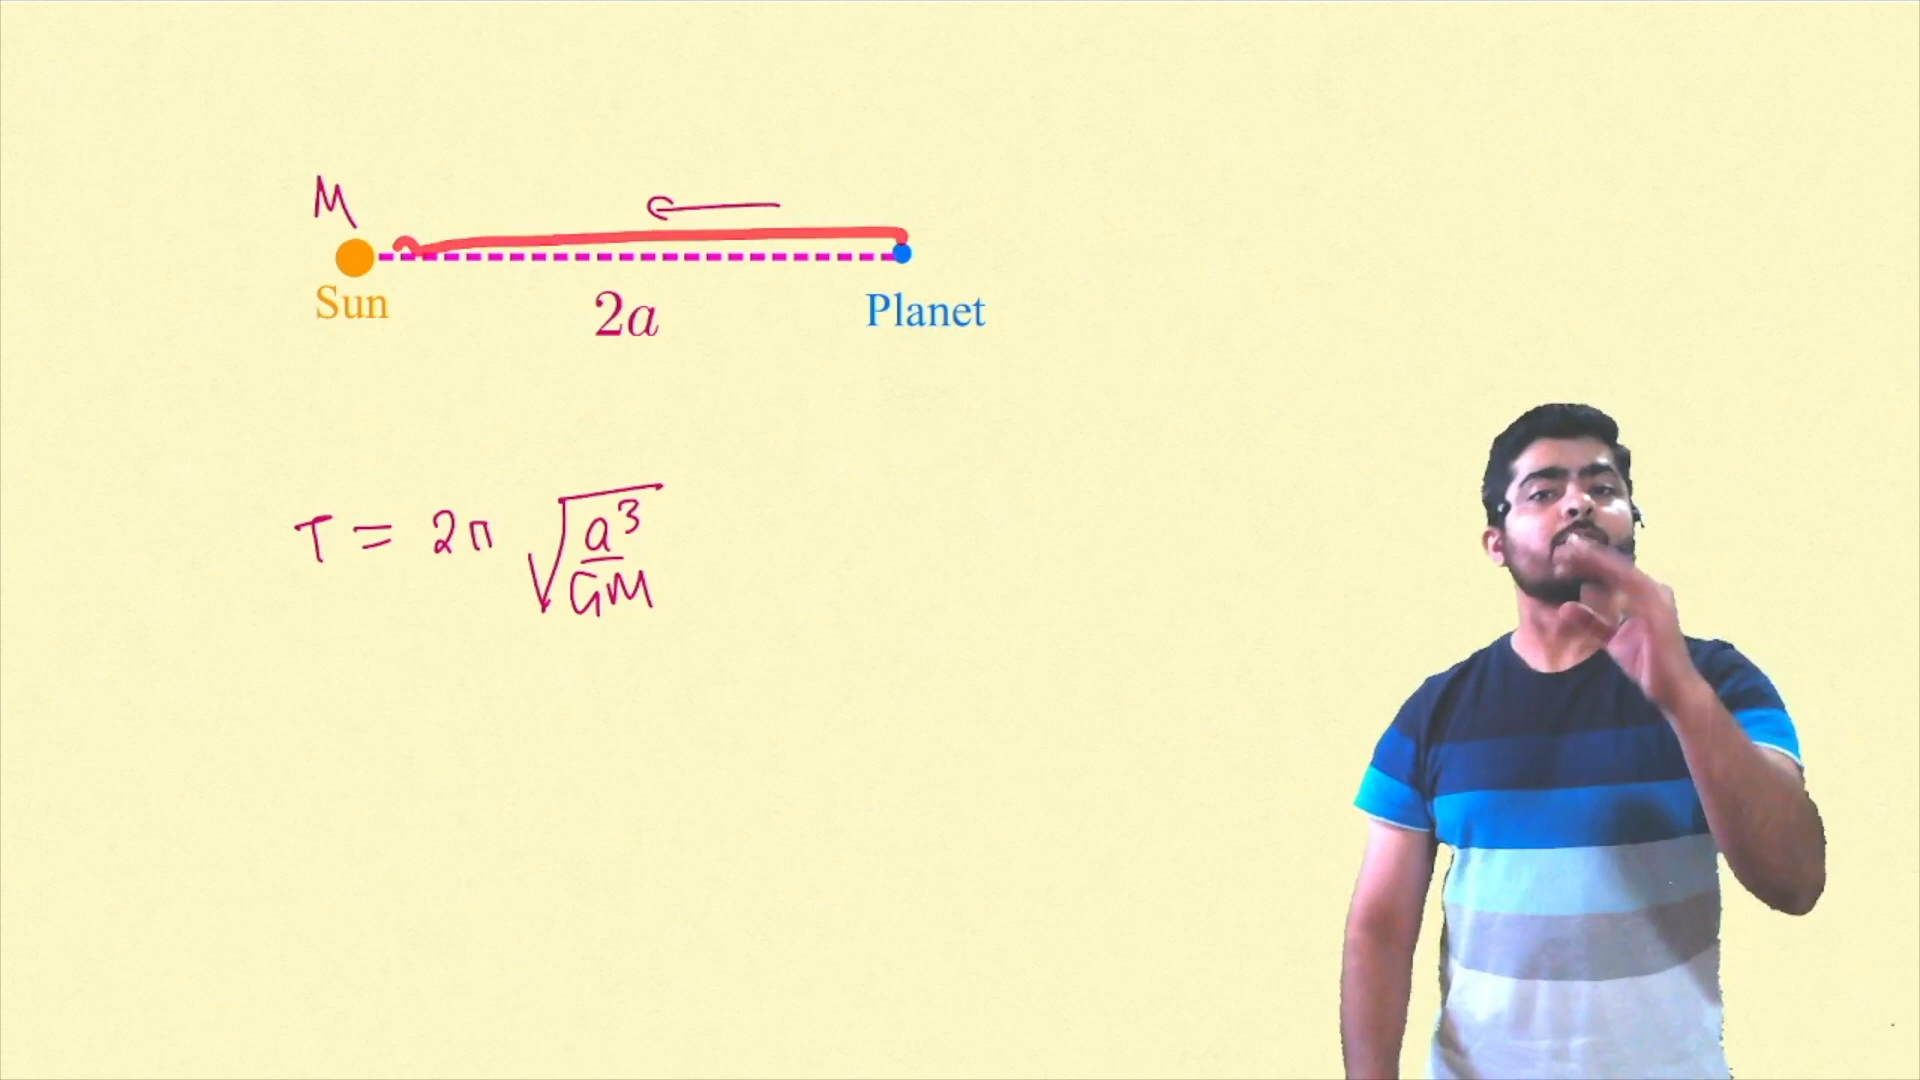 M
Sun
2a
Planet
T = 2π √(a³/GM)